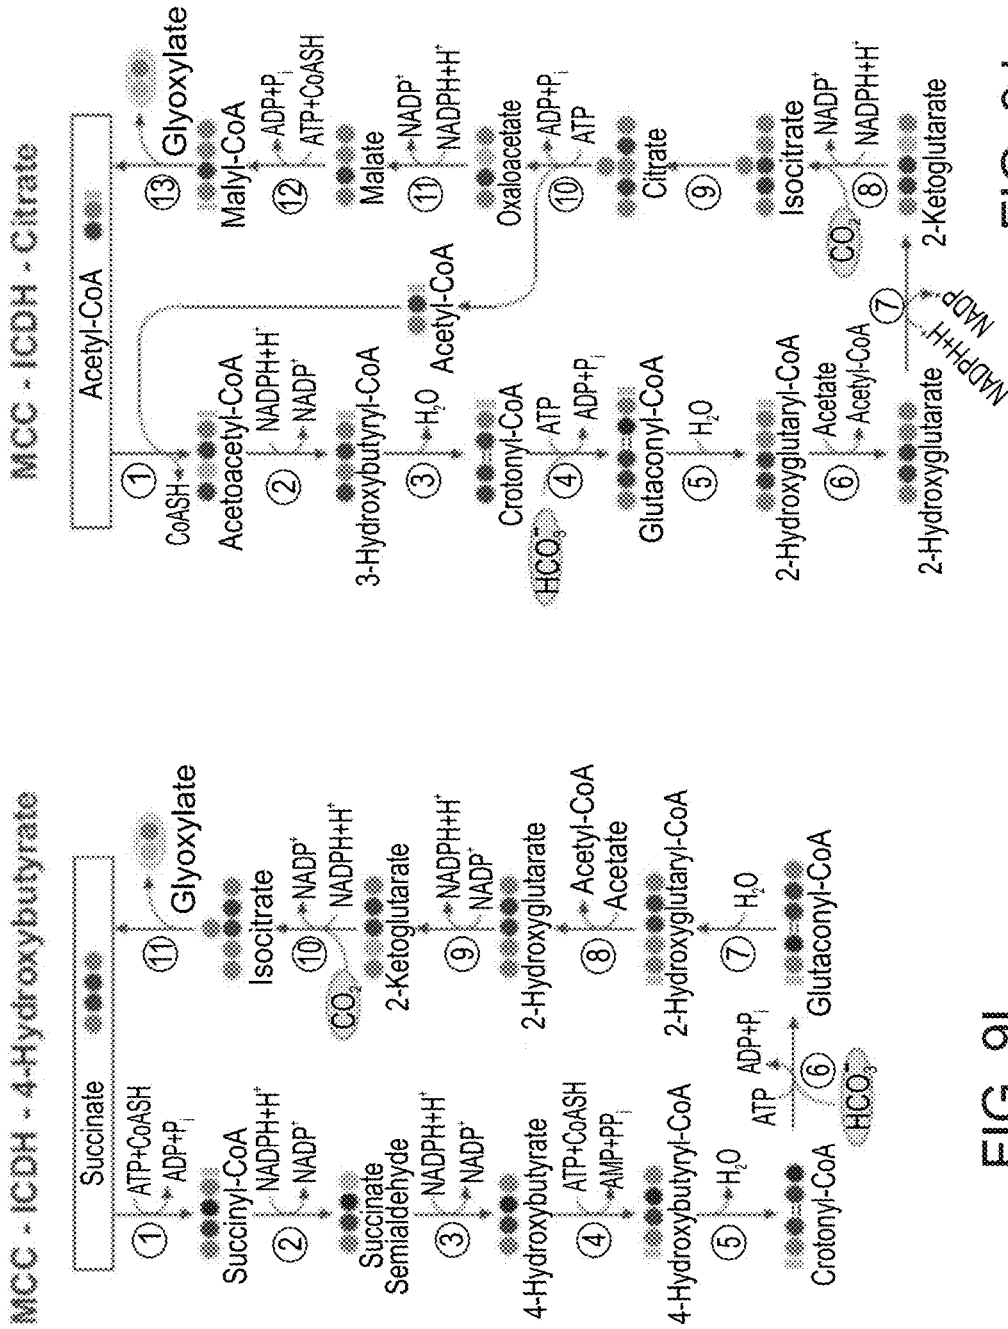 MCC - ICDH - 4-Hydroxybutyrate
Succinate
1
ATP+CoASH
ADP+Pi
Succinyl-CoA
2
NADPH+H+
NADP+
Succinate
Semialdehyde
3
NADPH+H+
NADP+
4-Hydroxybutyrate
4
ATP+CoASH
AMP+PPi
4-Hydroxybutyryl-CoA
5
H2O
Crotonyl-CoA
ATP
ADP+Pi
6
HCO3-
Glutaconyl-CoA
7
H2O
2-Hydroxyglutaryl-CoA
8
Acetyl-CoA
Acetate
2-Hydroxyglutarate
9
NADPH+H+
NADP+
2-Ketoglutarate
CO2
10
NADP+
NADPH+H+
Isocitrate
11
Glyoxylate
MCC - ICDH - Citrate
Acetyl-CoA
1
CoASH
Acetoacetyl-CoA
2
NADPH+H+
NADP+
3-Hydroxybutyryl-CoA
3
H2O
Crotonyl-CoA
HCO3-
4
ATP
ADP+Pi
Glutaconyl-CoA
5
H2O
2-Hydroxyglutaryl-CoA
6
Acetate
Acetyl-CoA
2-Hydroxyglutarate
7
NADPH+H+
NADP
2-Ketoglutarate
CO2
8
NADP+
NADPH+H+
Isocitrate
9
Citrate
10
ADP+Pi
ATP
Acetyl-CoA
Oxaloacetate
11
NADP+
NADPH+H+
Malate
12
ADP+Pi
ATP+CoASH
Malyl-CoA
13
Glyoxylate